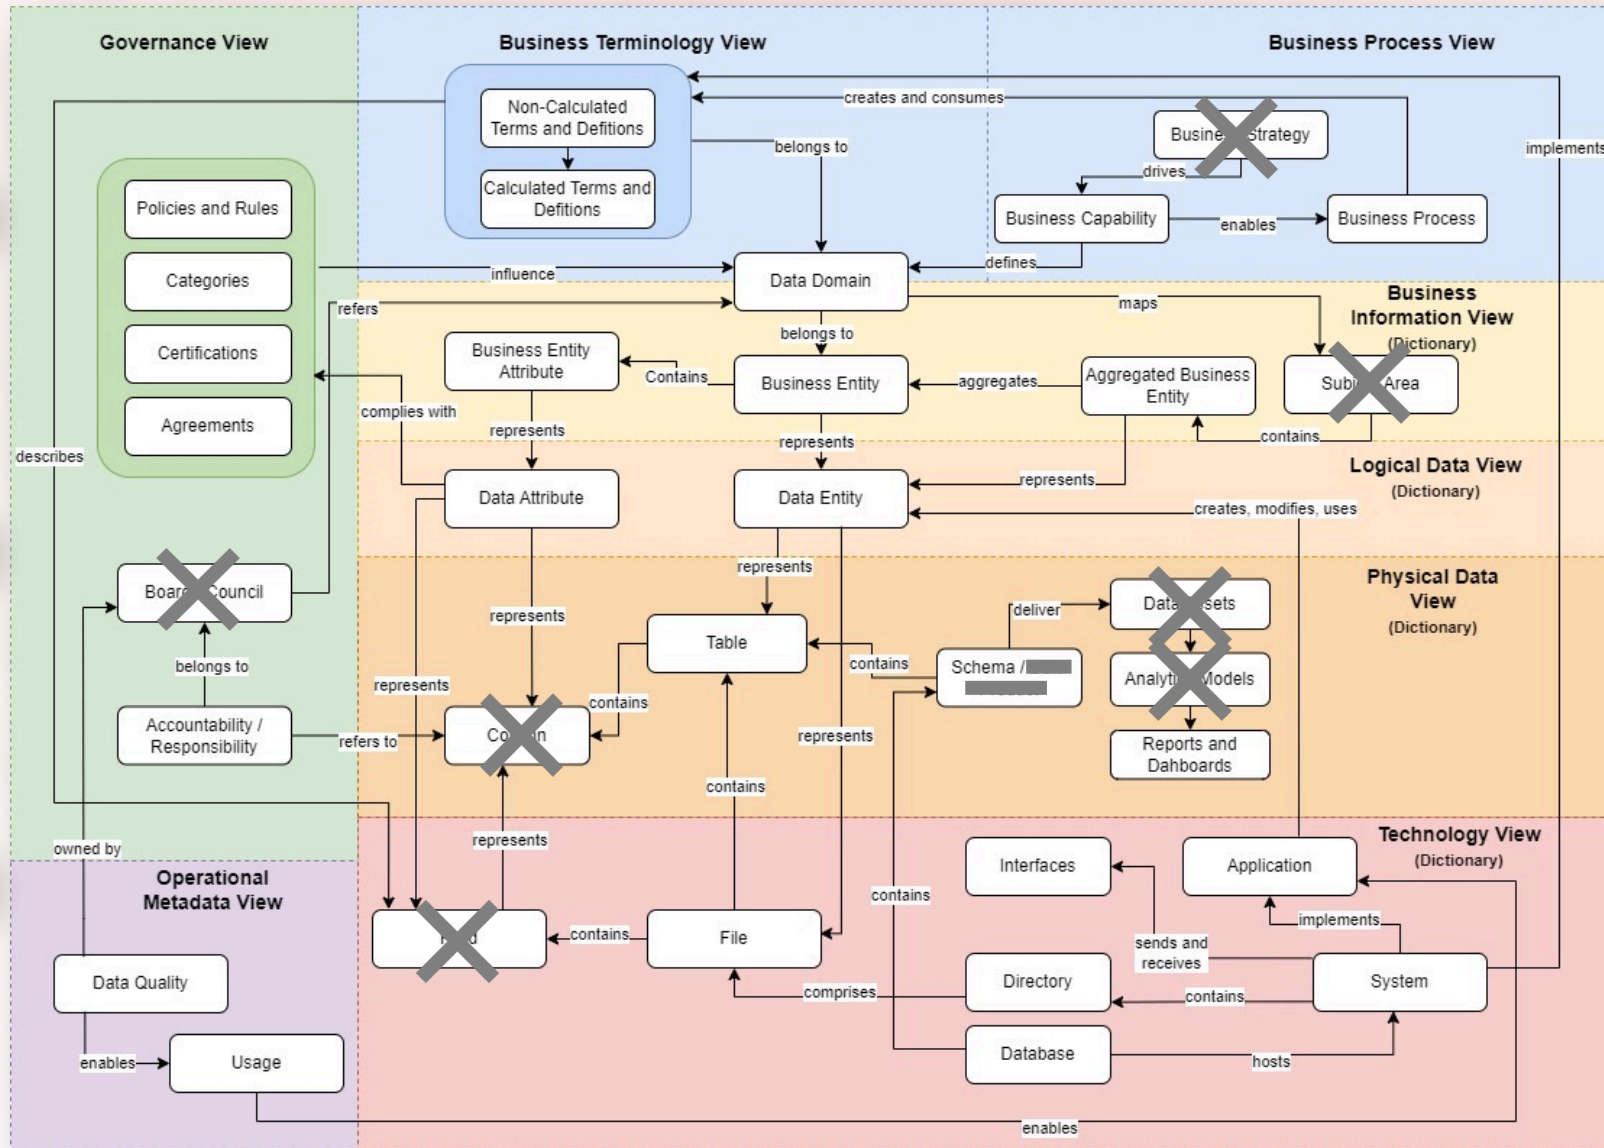 Governance View
Business Terminology View
Business Process View
Non-Calculated
Terms and Defitions
Calculated Terms and
Defitions
creates and consumes
Strategy
implements
belongs to
drives
Policies and Rules
Business Capability
enables
Business Process
Categories
influence
Data Domain
defines
refers
maps
Business
Information View
(Dictionary)
belongs to
Certifications
Business Entity
Attribute
Contains
Business Entity
aggregates
Aggregated Business
Entity
Area
complies with
Agreements
represents
represents
contains
describes
Logical Data View
(Dictionary)
Data Attribute
Data Entity
represents
creates, modifies, uses
represents
Physical Data
View
(Dictionary)
Council
deliver
represents
Table
belongs to
contains
Schema /
Models
represents
contains
Accountability /
Responsibility
refers to
represents
Reports and
Dahboards
contains
represents
owned by
Technology View
(Dictionary)
Operational
Metadata View
Interfaces
Application
contains
implements
contains
File
sends and
receives
Data Quality
comprises
Directory
contains
System
enables
Usage
Database
hosts
enables